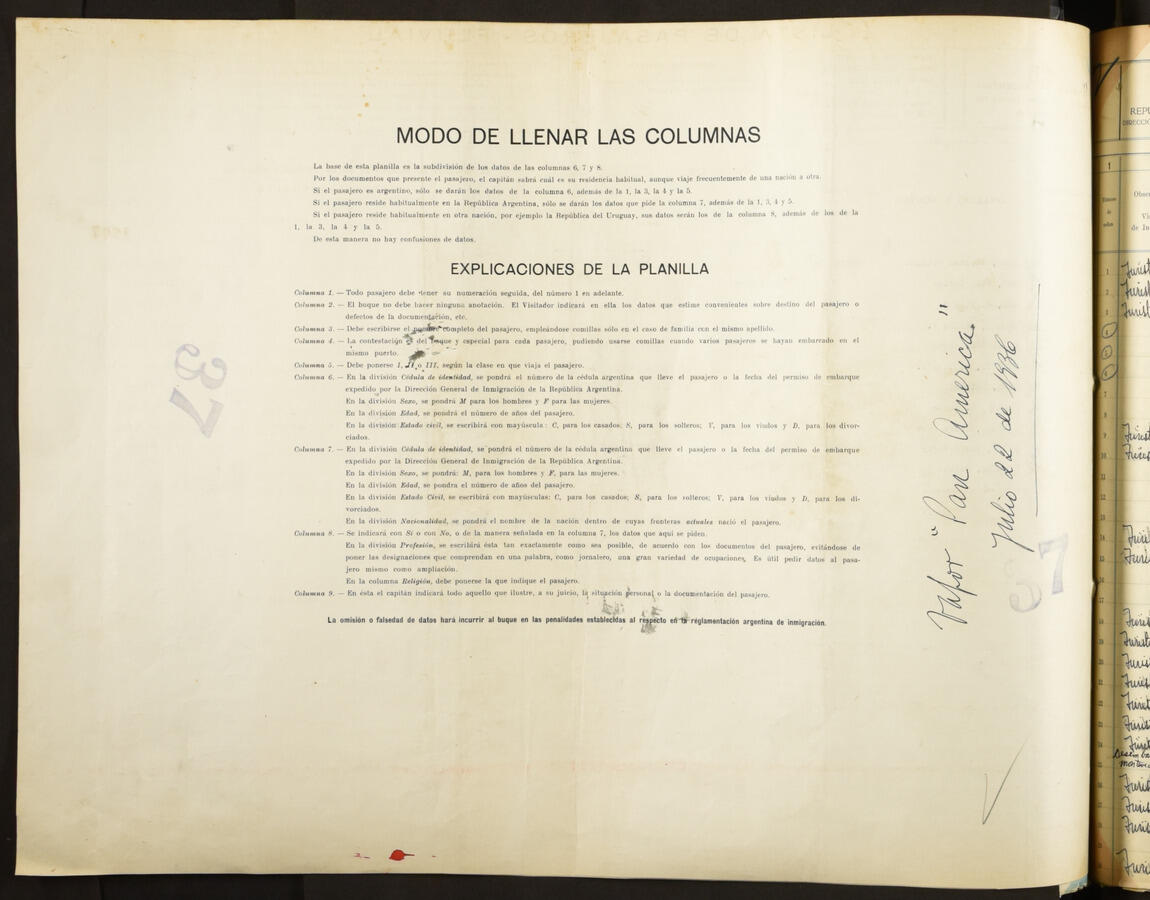 MODO DE LLENAR LAS COLUMNAS
La base de esta planilla es la subdivisión de los datos de las columnas 6, 7 y 8.
Por los documentos que presente el pasajero, el capitán sabrá cuál es su residencia habitual, aunque viaje frecuentemente de una nación a otra.
Si el pasajero es argentino, sólo se darán los datos de la columna 6, además de la 1, la 3, la 4 y la 5.
Si el pasajero reside habitualmente en la República Argentina, sólo se darán los datos que pide la columna 7, además de la 1, 3, 4 y 5.
Si el pasajero reside habitualmente en otra nación, por ejemplo la República del Uruguay, sus datos serán los de la columna 8, además de los de la
1, la 3, la 4 y la 5.
De esta manera no hay confusiones de datos.
EXPLICACIONES DE LA PLANILLA
Columna 1. — Todo pasajero debe tener su numeración seguida, del número 1 en adelante.
Columna 2. — El buque no debe hacer ninguna anotación. El Visitador indicará en ella los datos que estime convenientes sobre destino del pasajero o
defectos de la documentación, etc.
Columna 3. — Debe escribirse el nombre completo del pasajero, empleándose comillas sólo en el caso de familia con el mismo apellido.
Columna 4. — La contestación es del buque y especial para cada pasajero, pudiendo usarse comillas cuando varios pasajeros se hayan embarcado en el
mismo puerto.
Columna 5. — Debe ponerse I, II o III, según la clase en que viaja el pasajero.
Columna 6. — En la división Cédula de identidad, se pondrá el número de la cédula argentina que lleve el pasajero o la fecha del permiso de embarque
expedido por la Dirección General de Inmigración de la República Argentina.
En la división Sexo, se pondrá M para los hombres y F para las mujeres.
En la división Edad, se pondrá el número de años del pasajero.
En la división Estado civil, se escribirá con mayúscula: C, para los casados; S, para los solteros; V, para los viudos y D, para los divor-
ciados.
Columna 7. — En la división Cédula de identidad, se pondrá el número de la cédula argentina que lleve el pasajero o la fecha del permiso de embarque
expedido por la Dirección General de Inmigración de la República Argentina.
En la división Sexo, se pondrá: M, para los hombres y F, para las mujeres.
En la división Edad, se pondra el número de años del pasajero.
En la división Estado Civil, se escribirá con mayúsculas: C, para los casados; S, para los solteros; V, para los viudos y D, para los di-
vorciados.
En la división Nacionalidad, se pondrá el nombre de la nación dentro de cuyas fronteras actuales nació el pasajero.
Columna 8. — Se indicará con Sí o con No, o de la manera señalada en la columna 7, los datos que aquí se piden.
En la división Profesión, se escribirá ésta tan exactamente como sea posible, de acuerdo con los documentos del pasajero, evitándose de
poner las designaciones que comprendan en una palabra, como jornalero, una gran variedad de ocupaciones. Es útil pedir datos al pasa-
jero mismo como ampliación.
En la columna Religión, debe ponerse la que indique el pasajero.
Columna 9. — En ésta el capitán indicará todo aquello que ilustre, a su juicio, la situación personal o la documentación del pasajero.
La omisión o falsedad de datos hará incurrir al buque en las penalidades establecidas al respecto en la reglamentación argentina de inmigración.
37
Vapor "Pan America"
Julio 22 de 1936
37